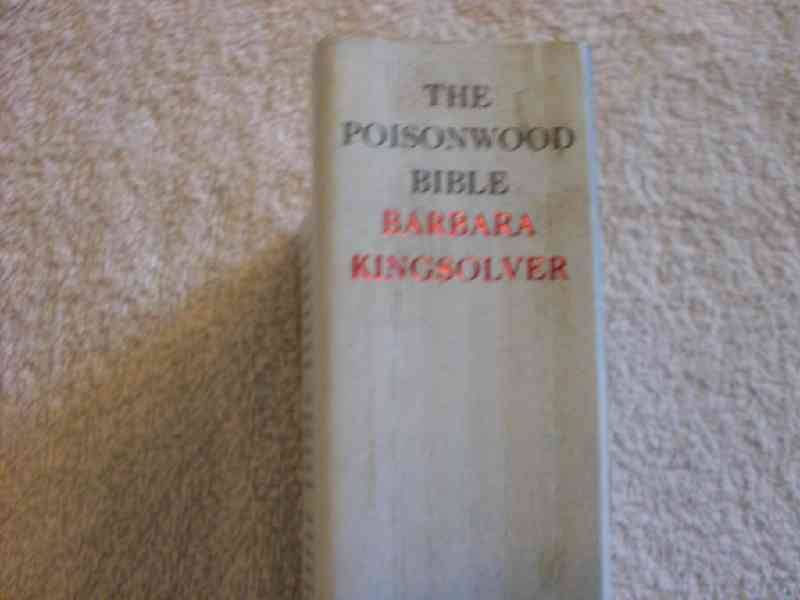 THE
POISONWOOD
BIBLE
BARBARA
KINGSOLVER